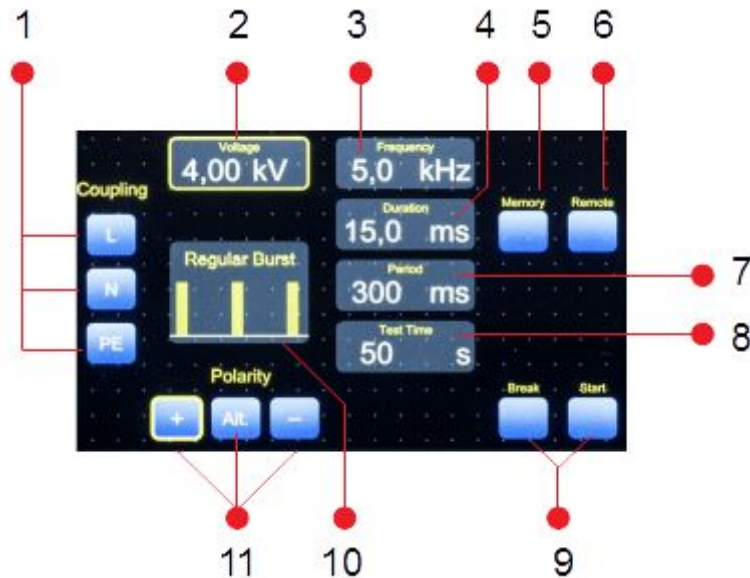 1 2 3 4 5 6
Voltage
4,00 kV
Frequency
5,0 kHz
Coupling
L
N
PE
Duration
15,0 ms
Memory
Remote
Regular Burst
Period
300 ms
7
Test Time
50 s
8
Polarity
+ Alt. −
Break
Start
11 10 9